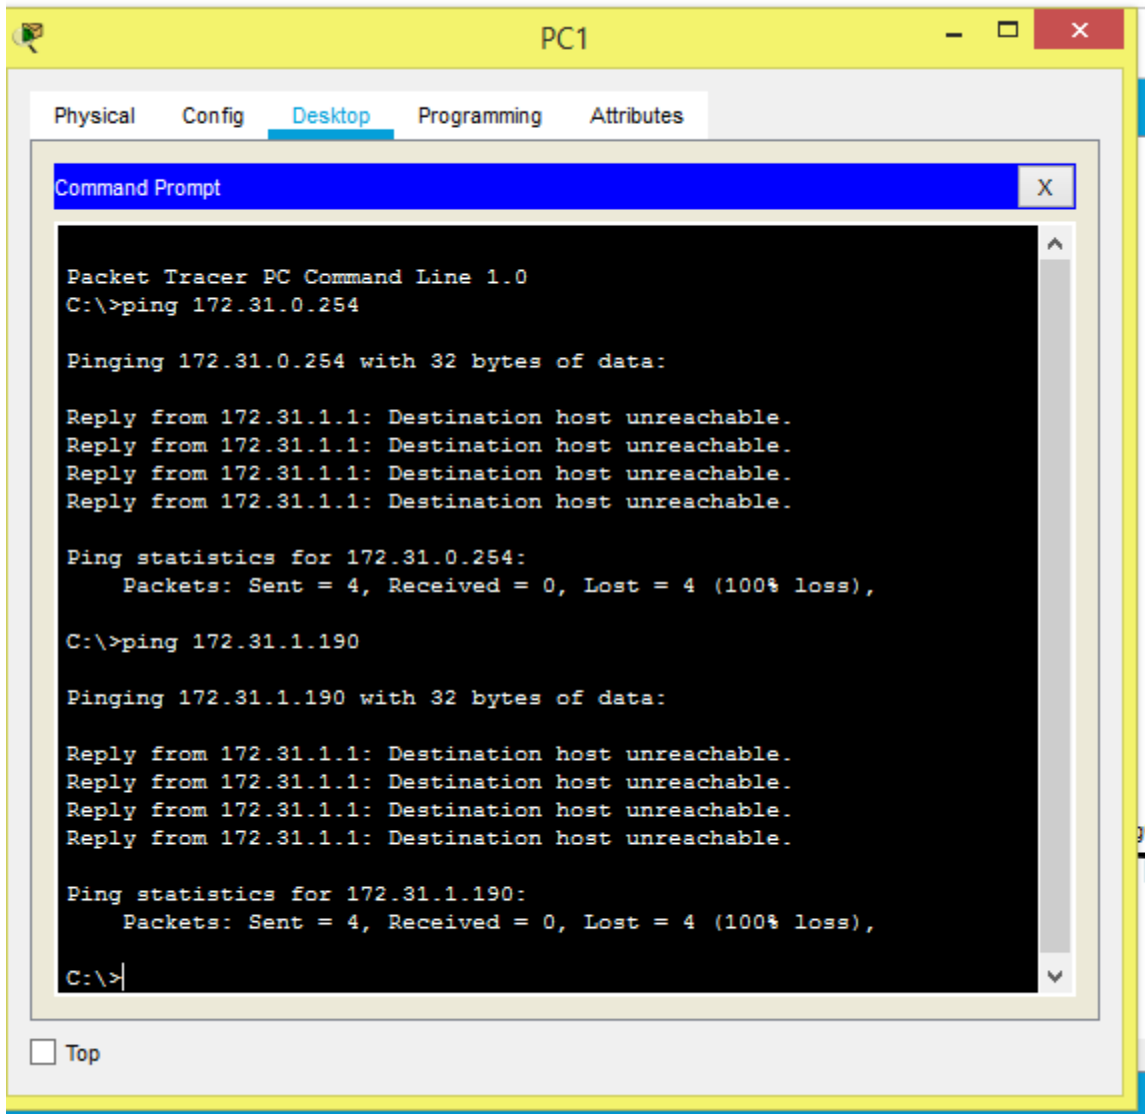 PC1
Physical Config Desktop Programming Attributes
Command Prompt X
Packet Tracer PC Command Line 1.0
C:\>ping 172.31.0.254
Pinging 172.31.0.254 with 32 bytes of data:
Reply from 172.31.1.1: Destination host unreachable.
Reply from 172.31.1.1: Destination host unreachable.
Reply from 172.31.1.1: Destination host unreachable.
Reply from 172.31.1.1: Destination host unreachable.
Ping statistics for 172.31.0.254:
    Packets: Sent = 4, Received = 0, Lost = 4 (100% loss),
C:\>ping 172.31.1.190
Pinging 172.31.1.190 with 32 bytes of data:
Reply from 172.31.1.1: Destination host unreachable.
Reply from 172.31.1.1: Destination host unreachable.
Reply from 172.31.1.1: Destination host unreachable.
Reply from 172.31.1.1: Destination host unreachable.
Ping statistics for 172.31.1.190:
    Packets: Sent = 4, Received = 0, Lost = 4 (100% loss),
C:\>
Top